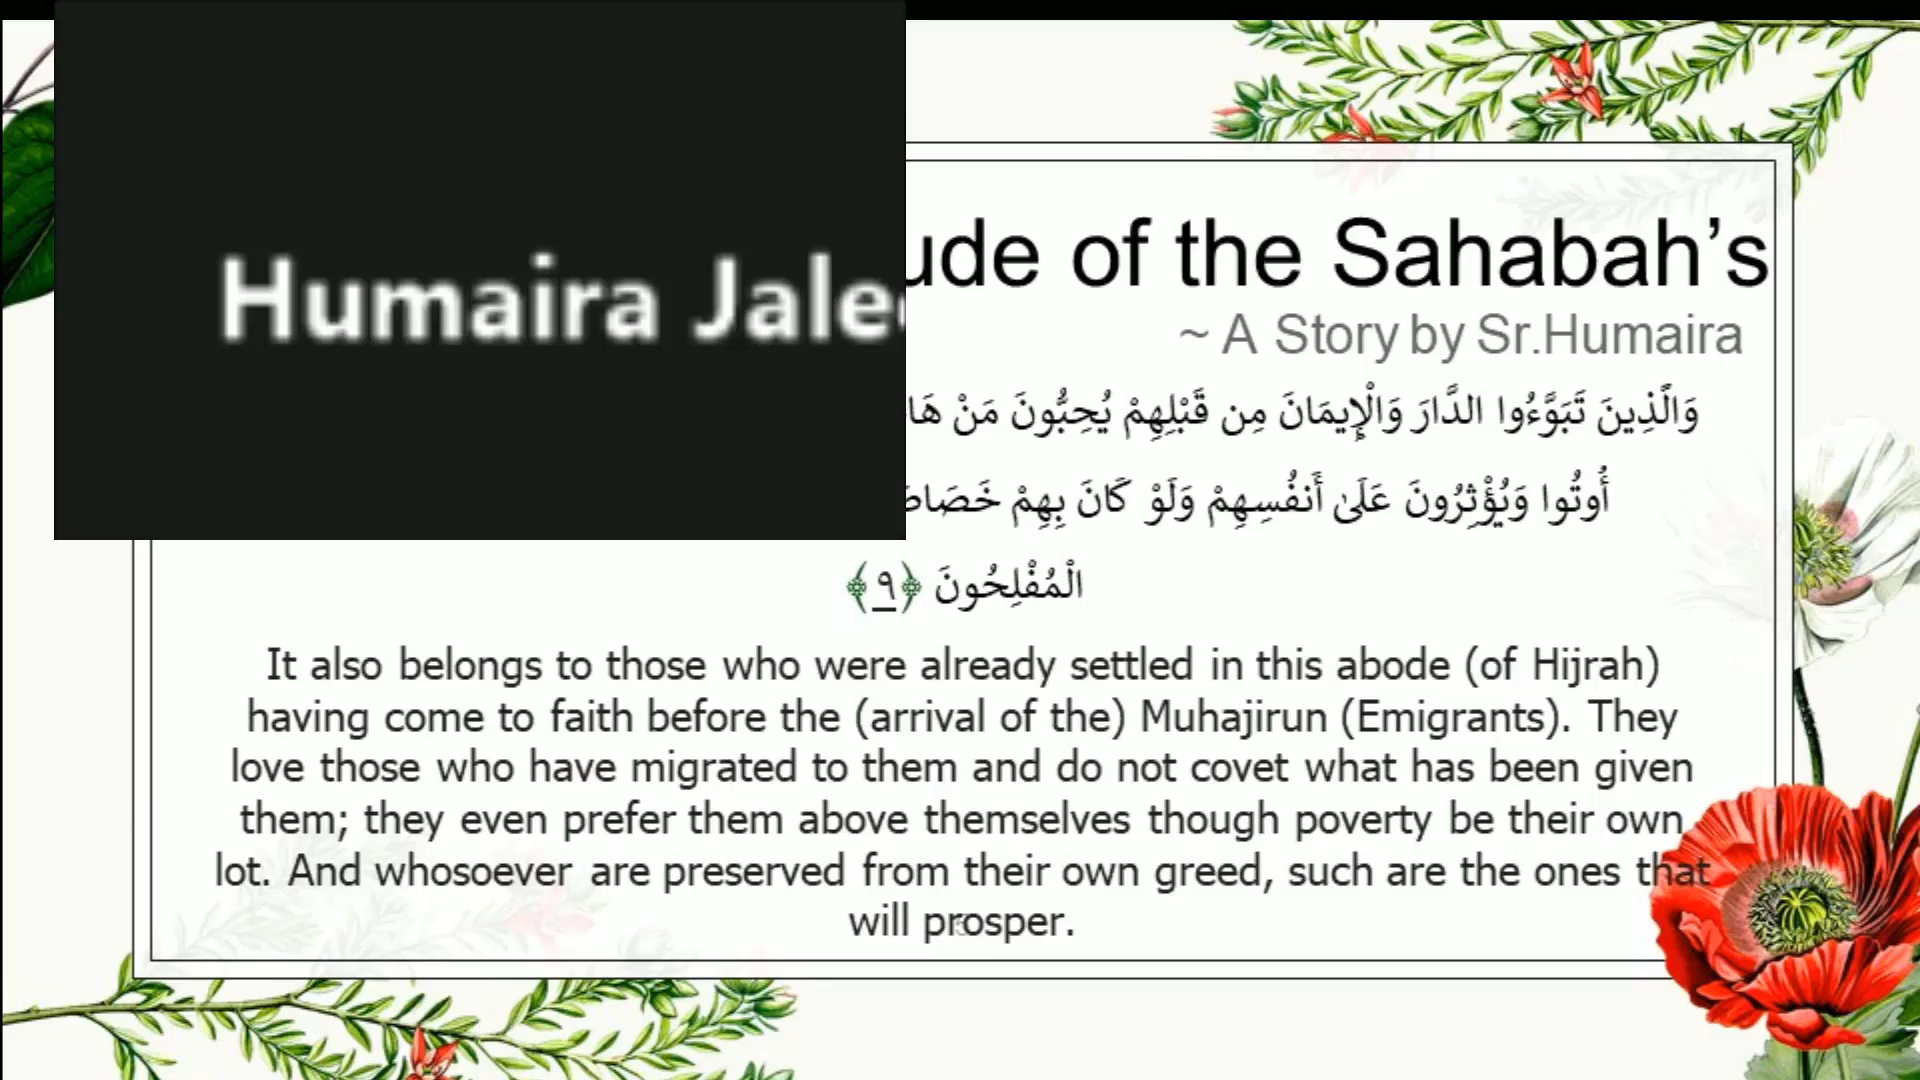 Humaira
of the Sahabah’s
~ A Story by Sr.Humaira
وَالَّذِينَ تَبَوَّءُوا الدَّارَ وَالْإِيمَانَ مِن قَبْلِهِمْ يُحِبُّونَ مَنْ
أُوتُوا وَيُؤْثِرُونَ عَلَىٰ أَنفُسِهِمْ وَلَوْ كَانَ بِهِمْ
الْمُفْلِحُونَ ﴿٩﴾
It also belongs to those who were already settled in this abode (of Hijrah)
having come to faith before the (arrival of the) Muhajirun (Emigrants). They
love those who have migrated to them and do not covet what has been given
them; they even prefer them above themselves though poverty be their own
lot. And whosoever are preserved from their own greed, such are the ones that
will prosper.